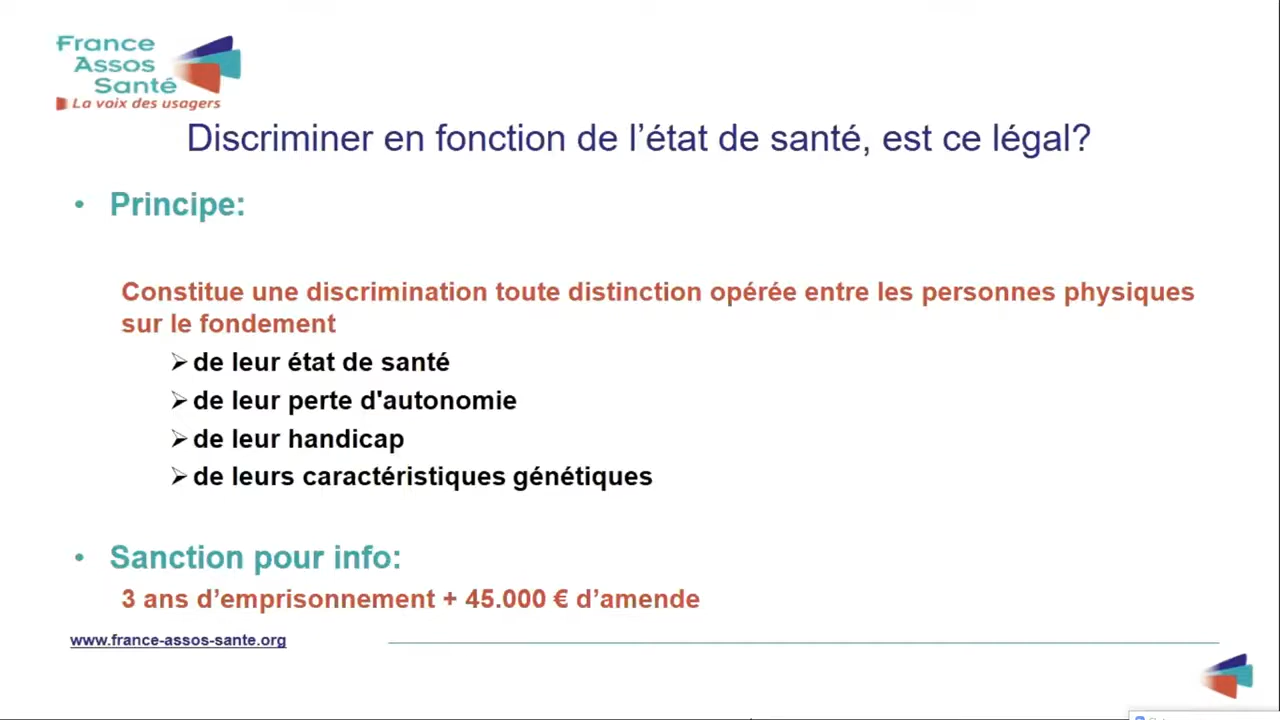 France
Assos
Santé
La voix des usagers
Discriminer en fonction de l’état de santé, est ce légal?
• Principe:
Constitue une discrimination toute distinction opérée entre les personnes physiques
sur le fondement
➢ de leur état de santé
➢ de leur perte d'autonomie
➢ de leur handicap
➢ de leurs caractéristiques génétiques
• Sanction pour info:
3 ans d’emprisonnement + 45.000 € d’amende
www.france-assos-sante.org